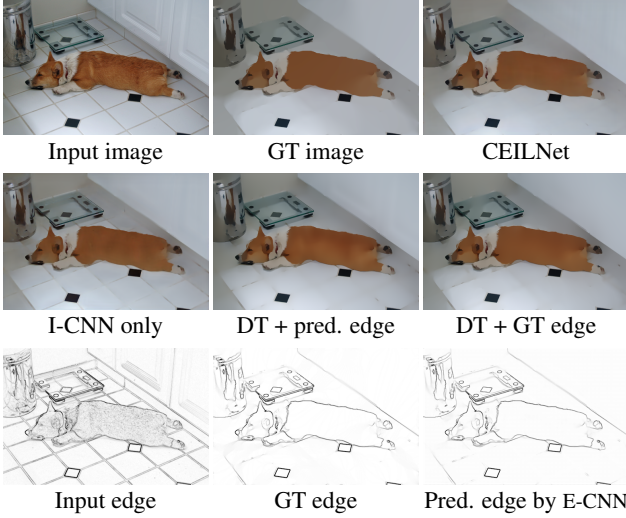 Input image
GT image
CEILNet
I-CNN only
DT + pred. edge
DT + GT edge
Input edge
GT edge
Pred. edge by E-CNN